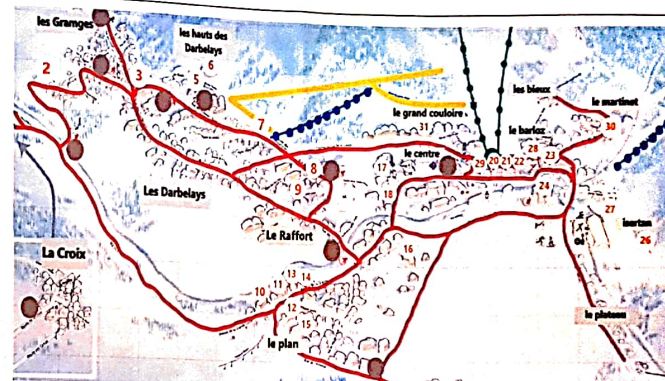 les Gramges
les hauts des
Darbelays
6
5
2
3
7
le grand couloire
31
les bieux
le martinet
30
le barioz
28
23
29
20
21
22
le centre
17
8
9
24
18
Les Darbelays
27
26
Le Raffort
16
La Croix
13
14
10
11
12
15
le plan
le plateau